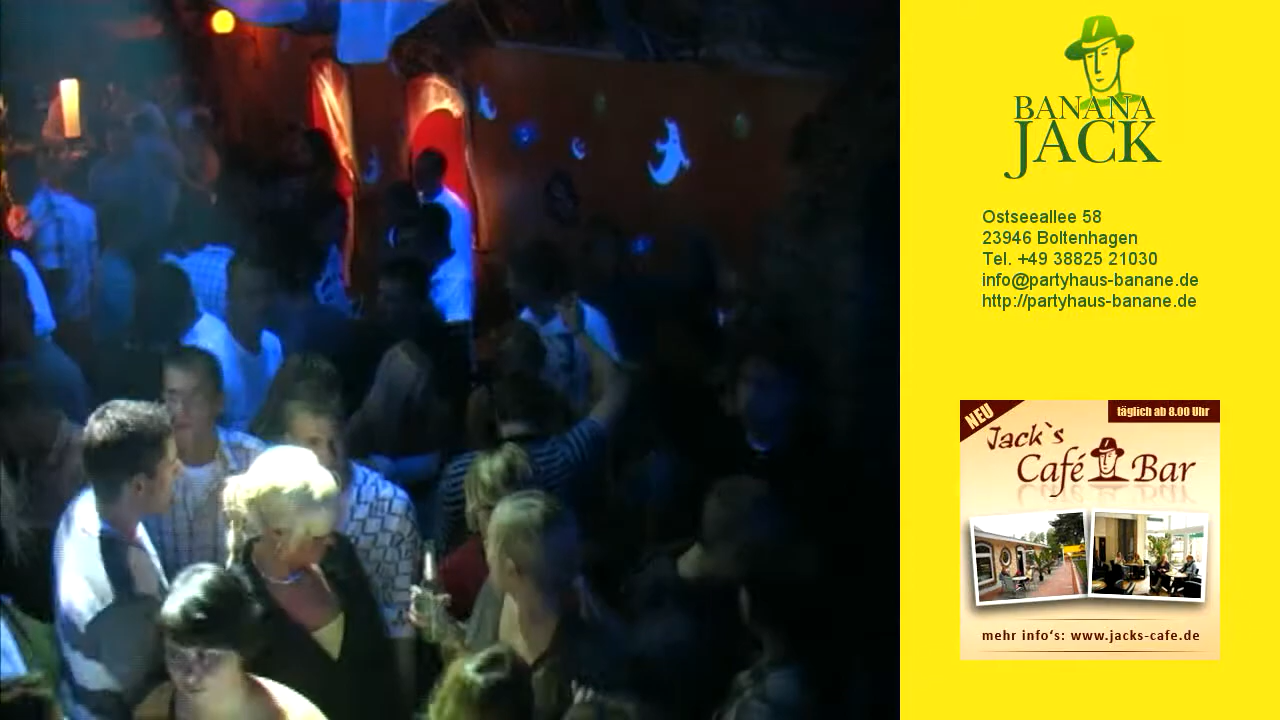 BANANA
JACK
Ostseeallee 58
23946 Boltenhagen
Tel. +49 38825 21030
info@partyhaus-banane.de
http://partyhaus-banane.de
NEU
täglich ab 8.00 Uhr
Jack`s
Café Bar
mehr info's: www.jacks-cafe.de